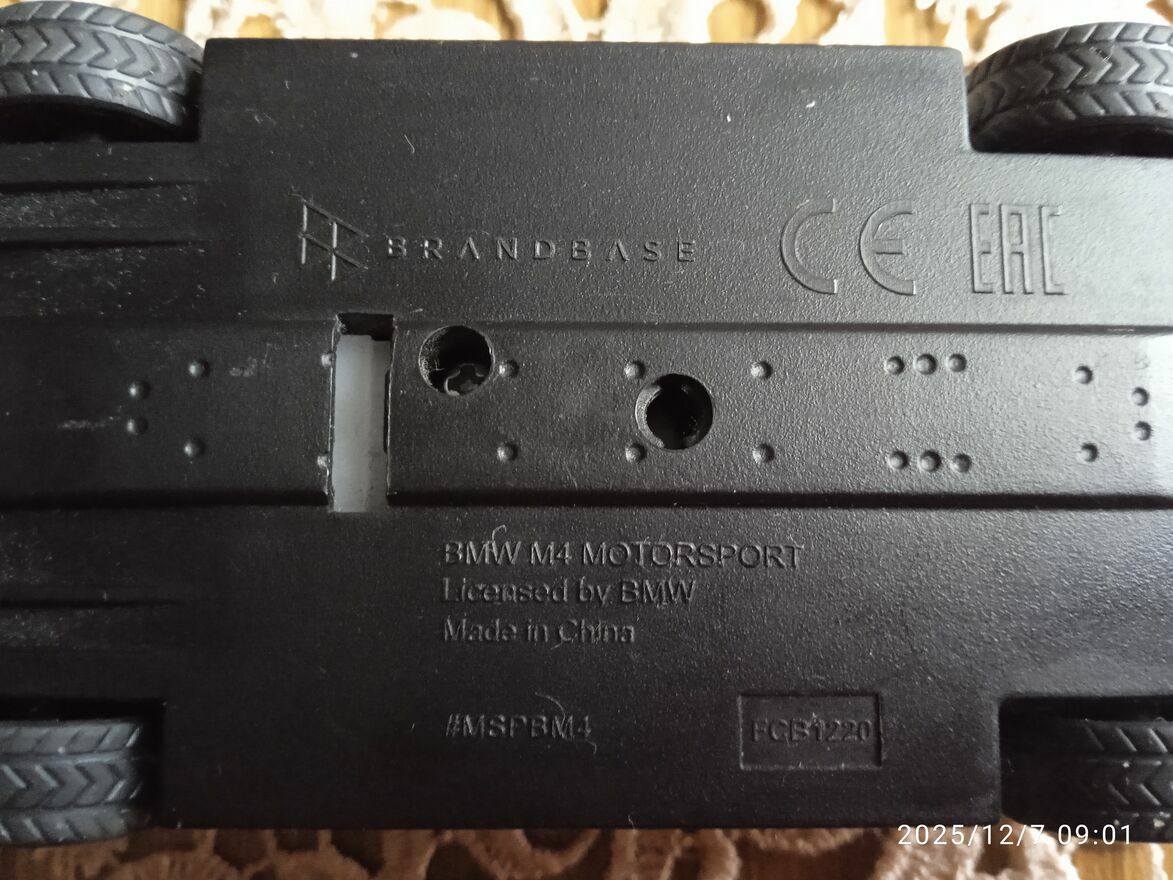 BRANDBASE
CE EAC
BMW M4 MOTORSPORT
Licensed by BMW
Made in China
#MSPBM4
FCB1220
2025/12/7 09:01